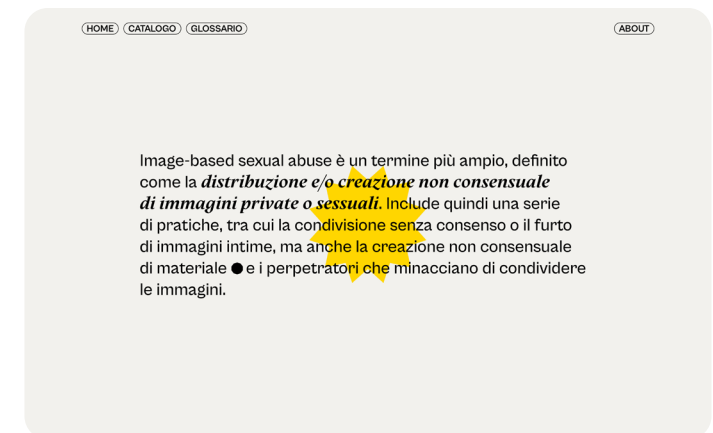 HOME CATALOGO GLOSSARIO ABOUT
Image-based sexual abuse è un termine più ampio, definito
come la distribuzione e/o creazione non consensuale
di immagini private o sessuali. Include quindi una serie
di pratiche, tra cui la condivisione senza consenso o il furto
di immagini intime, ma anche la creazione non consensuale
di materiale ● e i perpetratori che minacciano di condividere
le immagini.